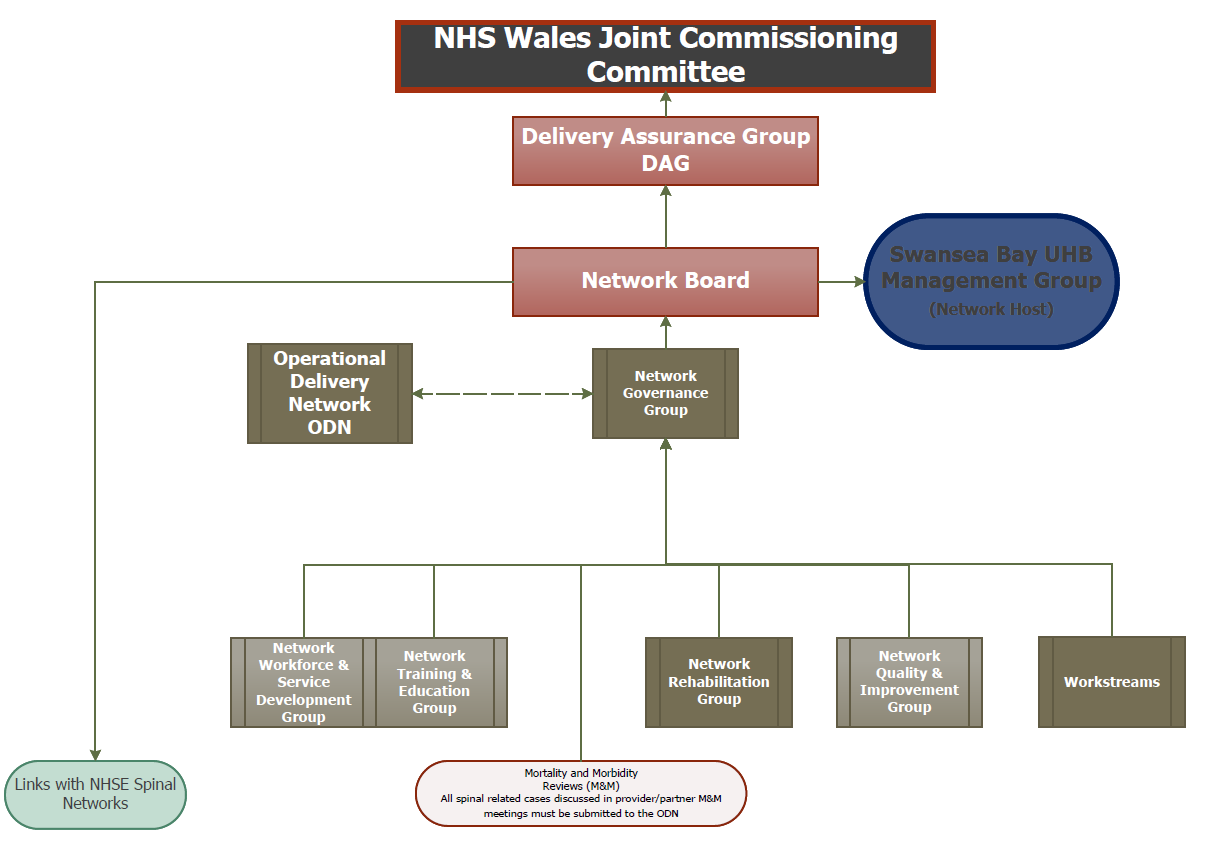 NHS Wales Joint Commissioning
Committee
Delivery Assurance Group
DAG
Network Board
Swansea Bay UHB
Management Group
(Network Host)
Operational
Delivery
Network
ODN
Network
Governance
Group
Network
Workforce &
Service
Development
Group
Network
Training &
Education
Group
Network
Rehabilitation
Group
Network
Quality &
Improvement
Group
Workstreams
Links with NHSE Spinal
Networks
Mortality and Morbidity
Reviews (M&M)
All spinal related cases discussed in provider/partner M&M
meetings must be submitted to the ODN